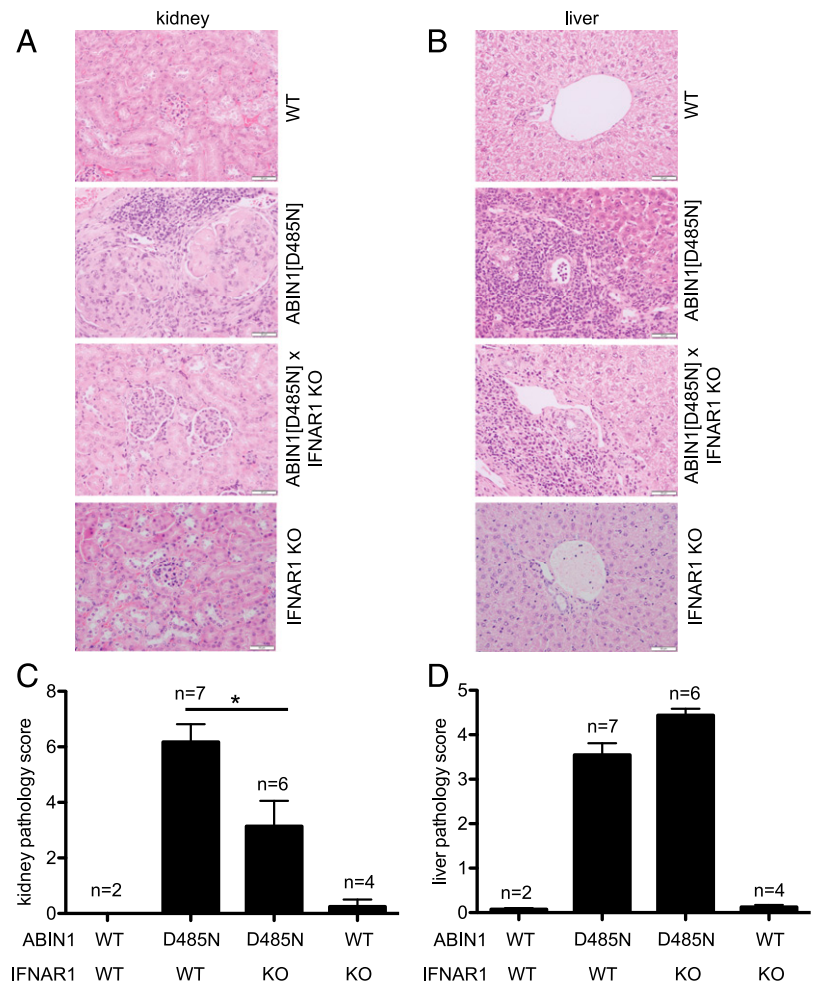 A
kidney
WT
ABIN1[D485N]
ABIN1[D485N] x
IFNAR1 KO
IFNAR1 KO
B
liver
WT
ABIN1[D485N]
ABIN1[D485N] x
IFNAR1 KO
IFNAR1 KO
C
kidney pathology score
8
6
4
2
0
n=2
n=7
*
n=6
n=4
ABIN1 WT D485N D485N WT
IFNAR1 WT WT KO KO
D
liver pathology score
5
4
3
2
1
0
n=2
n=7
n=6
n=4
ABIN1 WT D485N D485N WT
IFNAR1 WT WT KO KO